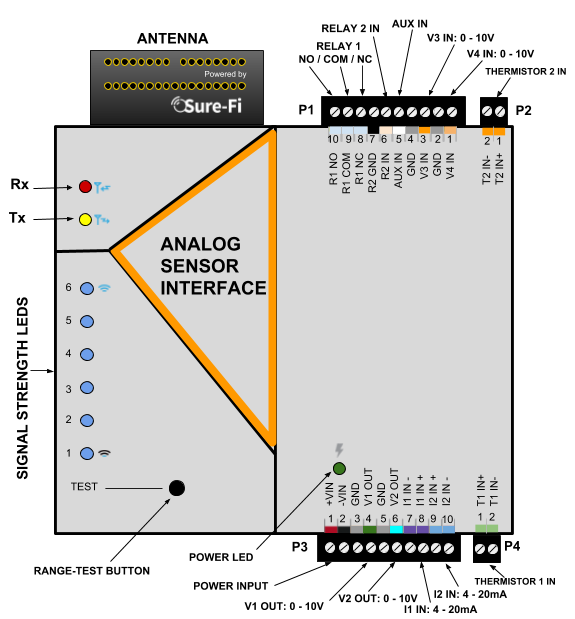 ANTENNA
Powered by
Sure-Fi
RELAY 2 IN
AUX IN
RELAY 1
NO / COM / NC
V3 IN: 0 - 10V
V4 IN: 0 - 10V
THERMISTOR 2 IN
P1
P2
10 9 8 7 6 5 4 3 2 1
R1 NO
R1 COM
R1 NC
R2 GND
R2 IN
AUX IN
GND
V3 IN
GND
V4 IN
2 1
T2 IN-
T2 IN+
Rx
Tx
ANALOG
SENSOR
INTERFACE
SIGNAL STRENGTH LEDS
6
5
4
3
2
1
TEST
+VIN
-VIN
GND
V1 OUT
GND
V2 OUT
I1 IN -
I1 IN +
I2 IN +
I2 IN -
1 2 3 4 5 6 7 8 9 10
T1 IN+
T1 IN-
1 2
P3
P4
POWER LED
RANGE-TEST BUTTON
POWER INPUT
V1 OUT: 0 - 10V
V2 OUT: 0 - 10V
I1 IN: 4 - 20mA
I2 IN: 4 - 20mA
THERMISTOR 1 IN